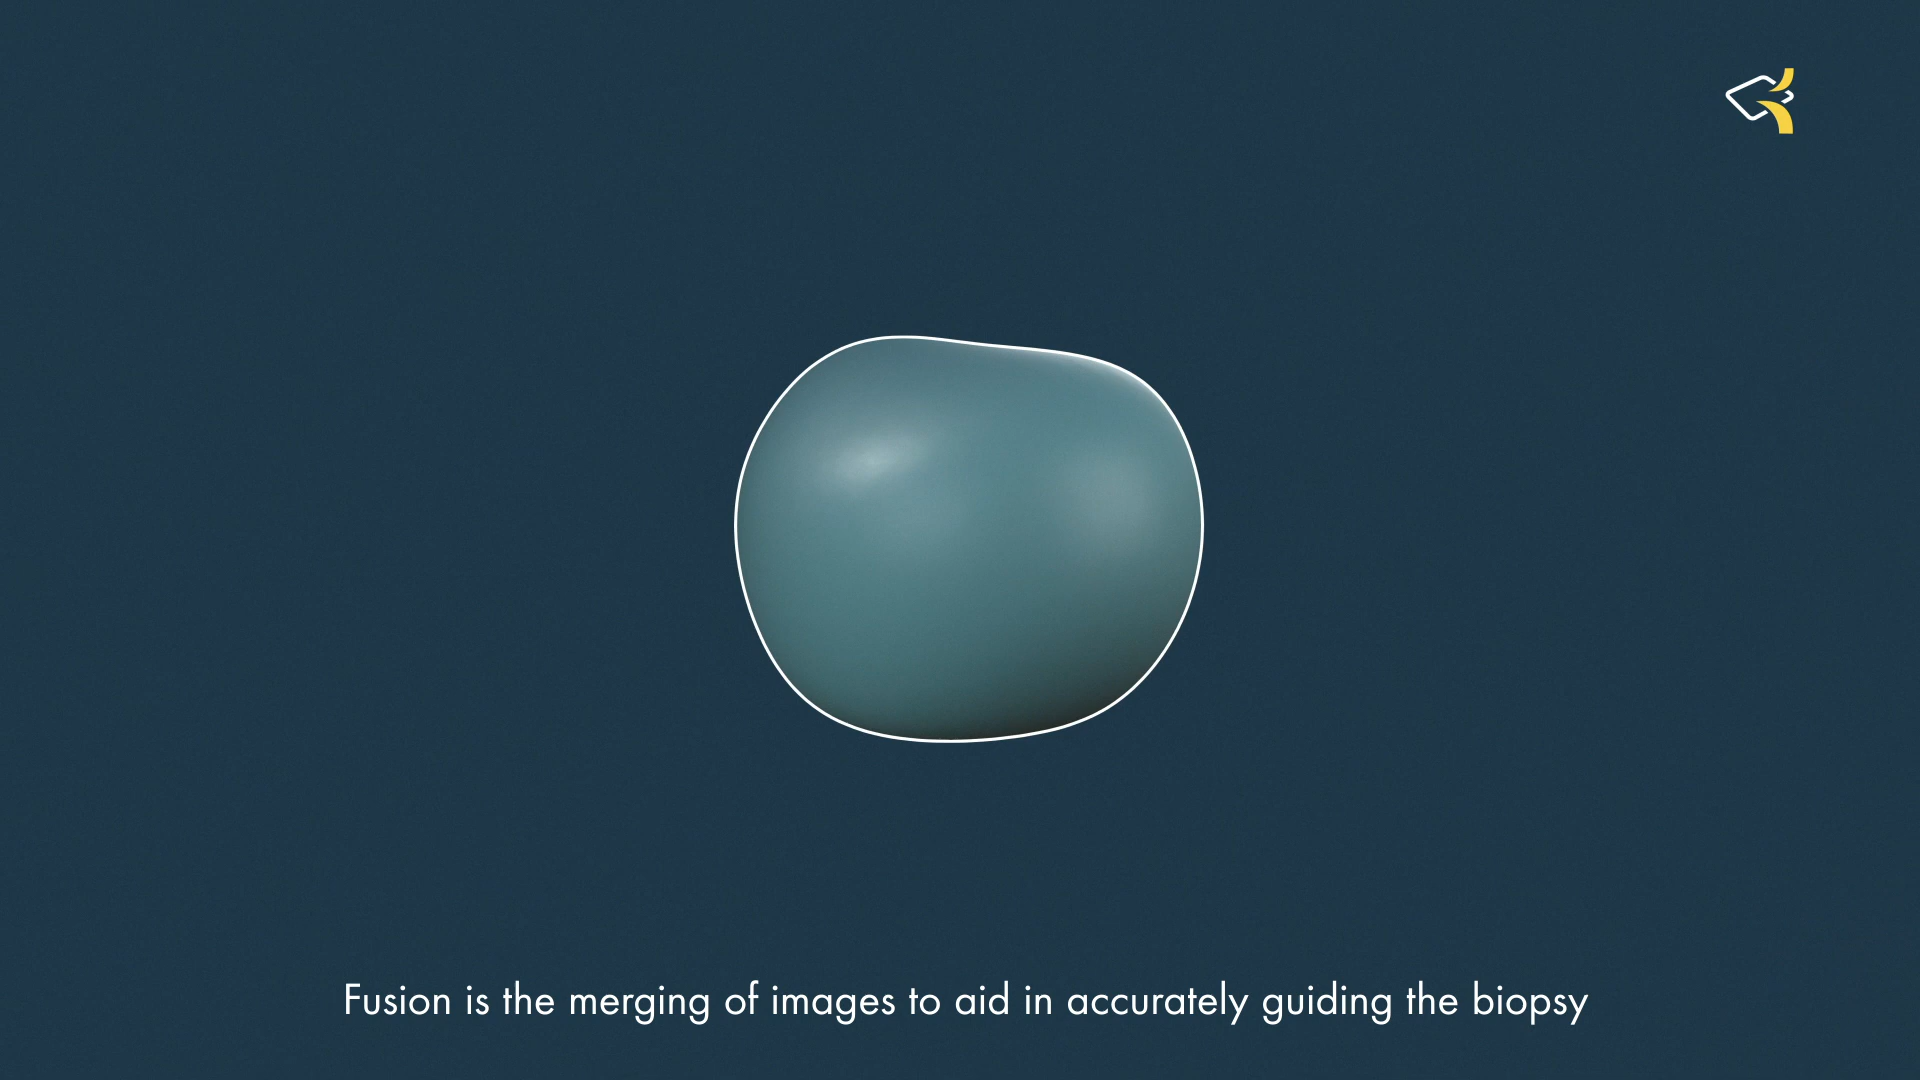 Fusion is the merging of images to aid in accurately guiding the biopsy